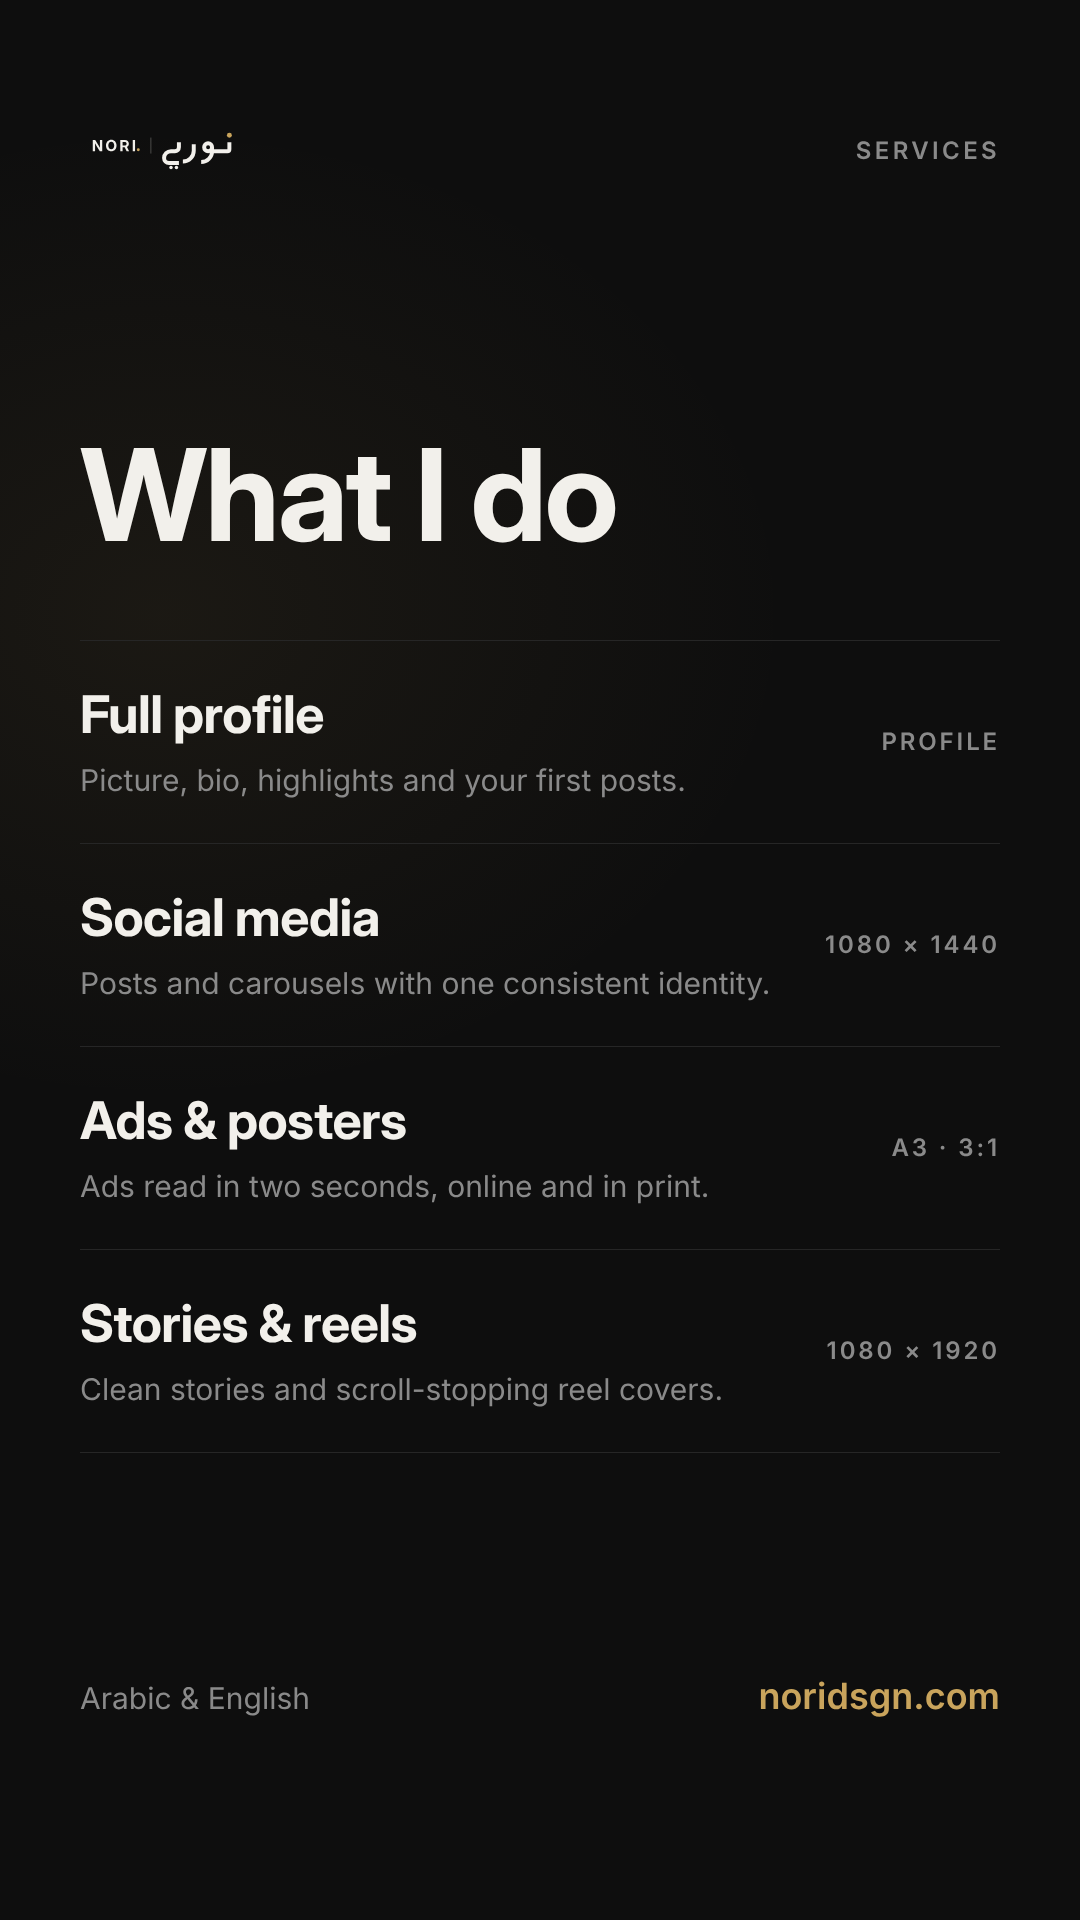 NORI. | نوري
SERVICES
What I do
Full profile
PROFILE
Picture, bio, highlights and your first posts.
Social media
1080 × 1440
Posts and carousels with one consistent identity.
Ads & posters
A3 · 3:1
Ads read in two seconds, online and in print.
Stories & reels
1080 × 1920
Clean stories and scroll-stopping reel covers.
Arabic & English
noridsgn.com